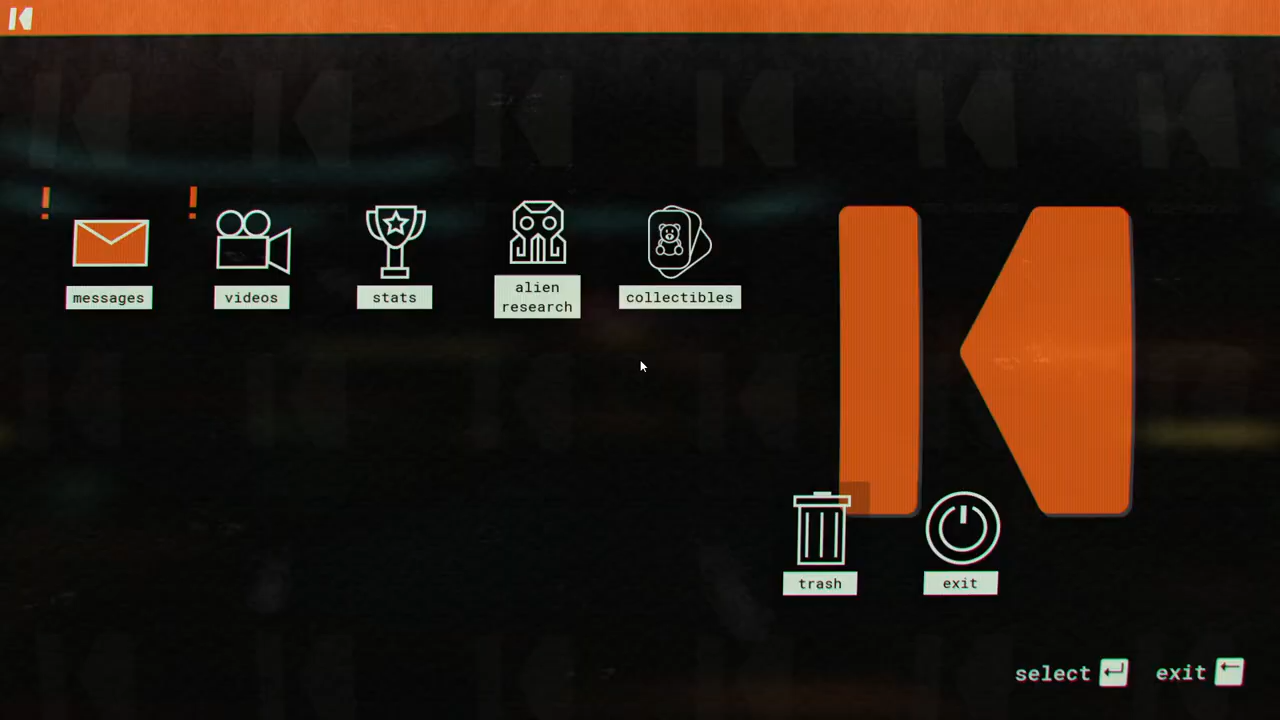 !
!
messages
videos
stats
alien
research
collectibles
trash
exit
select
exit